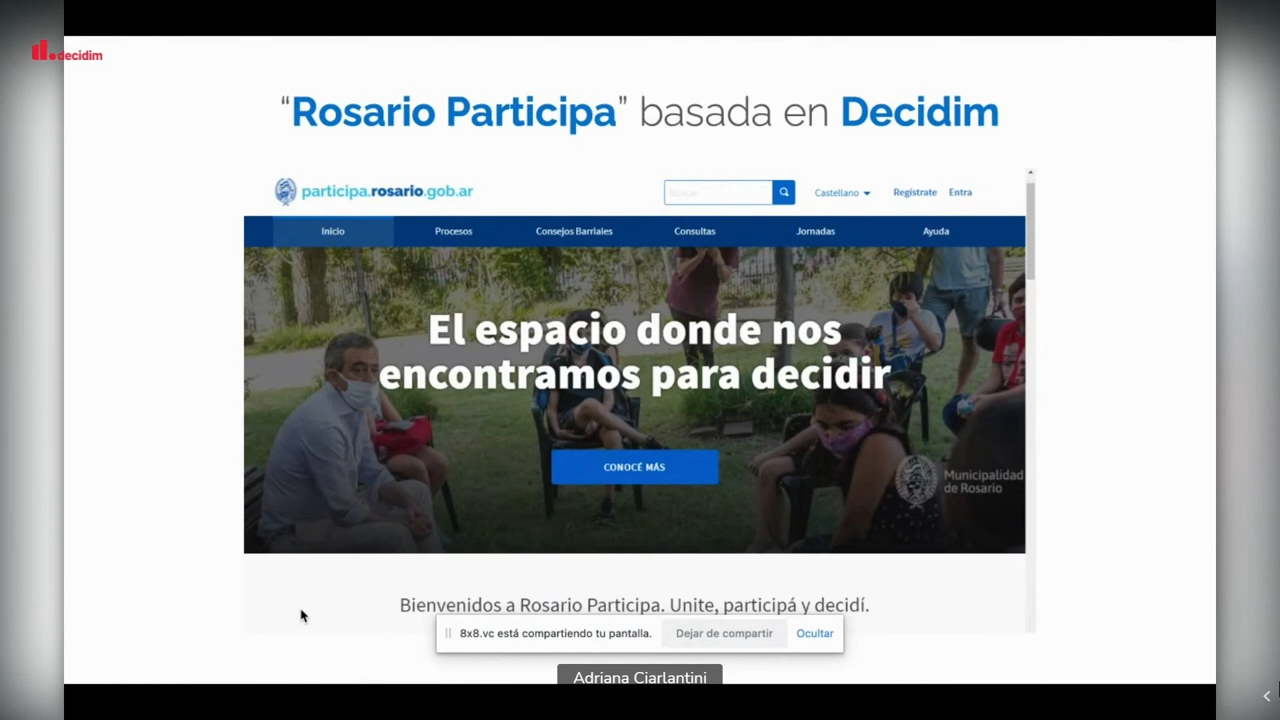 decidim
“Rosario Participa” basada en Decidim
participa.rosario.gob.ar
Buscar
Castellano
Regístrate
Entra
Inicio
Procesos
Consejos Barriales
Consultas
Jornadas
Ayuda
El espacio donde nos
encontramos para decidir
CONOCÉ MÁS
Municipalidad
de Rosario
Bienvenidos a Rosario Participa. Unite, participá y decidí.
8x8.vc está compartiendo tu pantalla.
Dejar de compartir
Ocultar
Adriana Ciarlantini